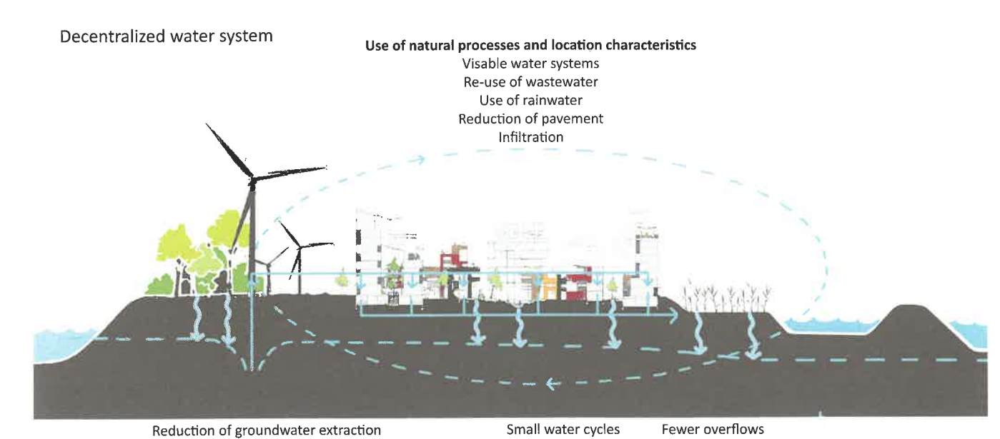 Decentralized water system
Use of natural processes and location characteristics
Visable water systems
Re-use of wastewater
Use of rainwater
Reduction of pavement
Infiltration
Reduction of groundwater extraction
Small water cycles
Fewer overflows